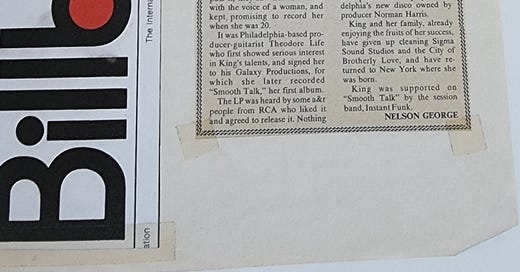 Billb
The Interna
ation
with the voice of a woman, and
kept, promising to record her
when she was 20.
It was Philadelphia-based pro-
ducer-guitarist Theodore Life
who first showed serious interest
in King's talents, and signed her
to his Galaxy Productions, for
which she later recorded
"Smooth Talk," her first album.
The LP was heard by some a&r
people from RCA who liked it
and agreed to release it. Nothing
delphia's new disco owned by
producer Norman Harris.
King and her family, already
enjoying the fruits of her success,
have given up cleaning Sigma
Sound Studios and the City of
Brotherly Love, and have re-
turned to New York where she
was born.
King was supported on
"Smooth Talk" by the session
band, Instant Funk.
NELSON GEORGE